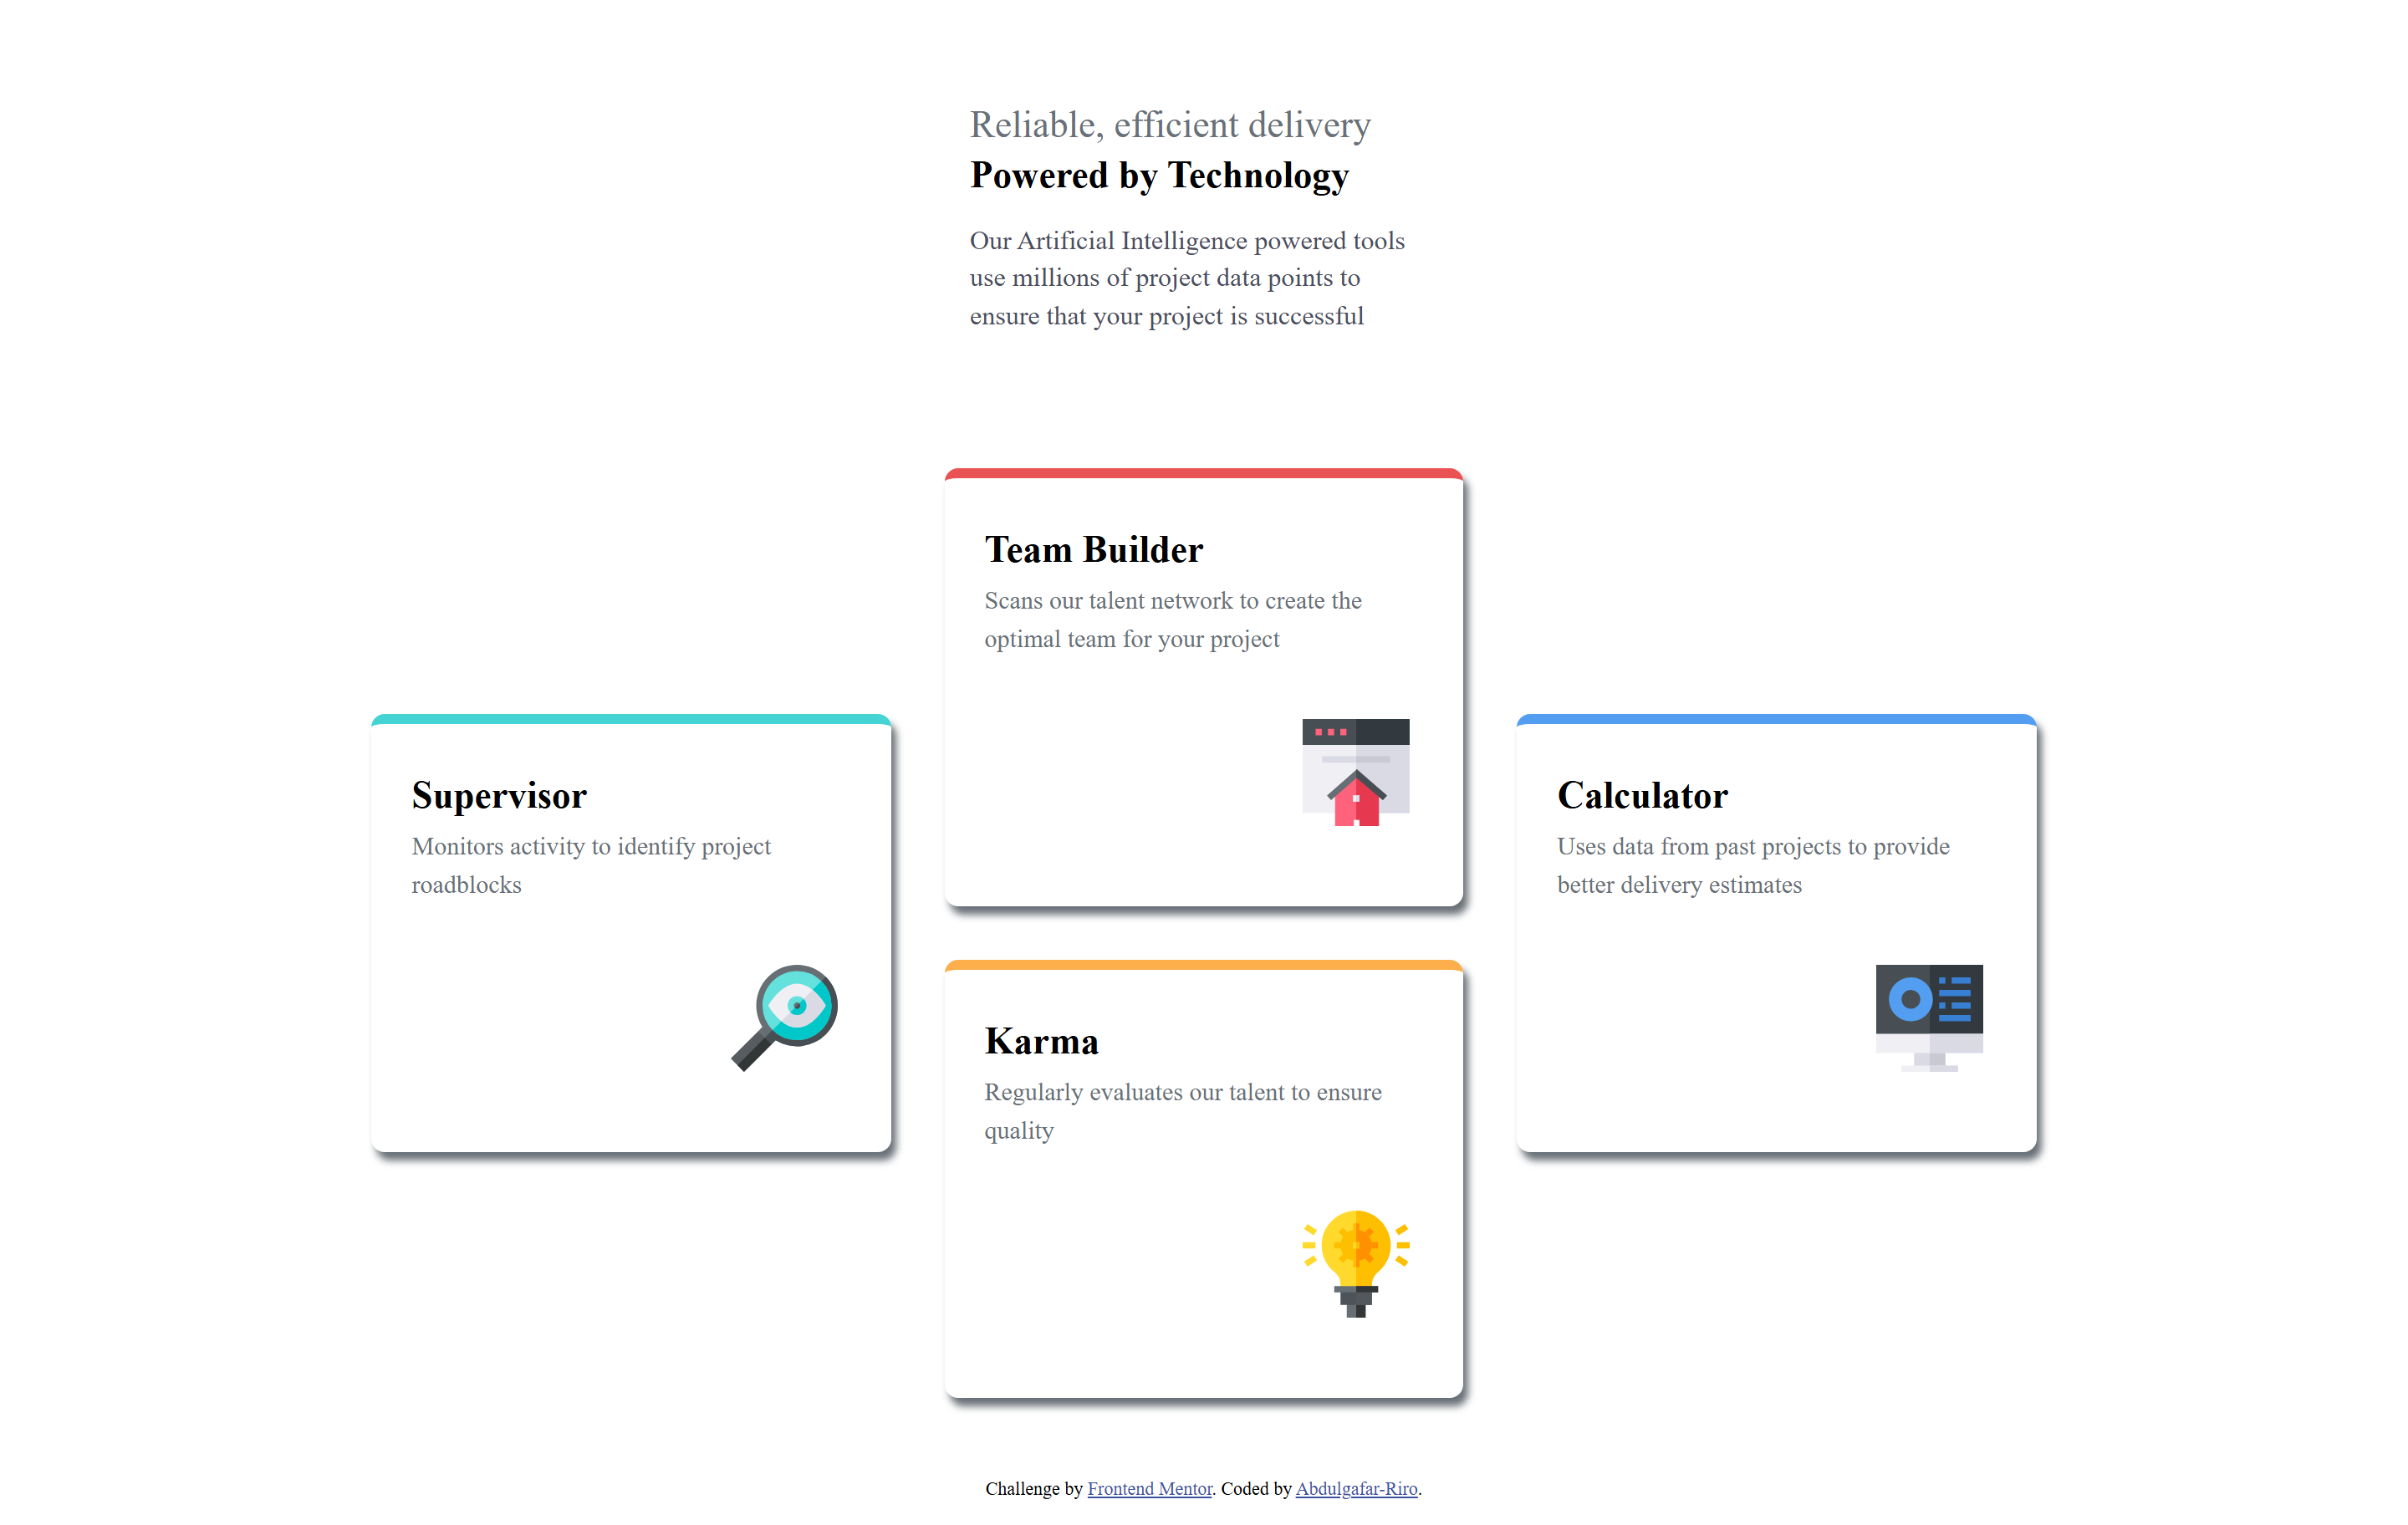 Reliable, efficient delivery
Powered by Technology
Our Artificial Intelligence powered tools
use millions of project data points to
ensure that your project is successful
Team Builder
Scans our talent network to create the
optimal team for your project
Supervisor
Monitors activity to identify project
roadblocks
Calculator
Uses data from past projects to provide
better delivery estimates
Karma
Regularly evaluates our talent to ensure
quality
Challenge by Frontend Mentor. Coded by Abdulgafar-Riro.